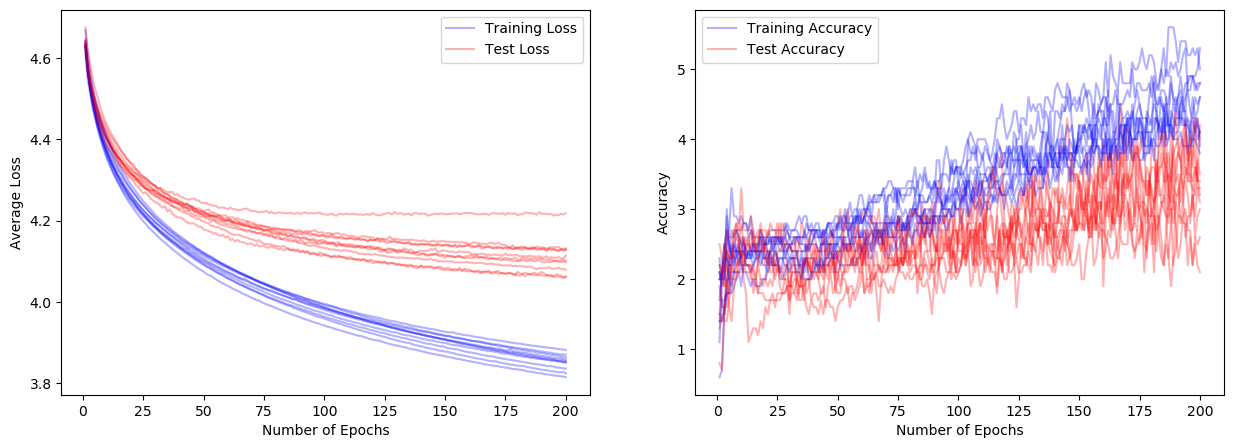 Training Loss
Test Loss
4.6
4.4
4.2
4.0
3.8
Average Loss
0 25 50 75 100 125 150 175 200
Number of Epochs
Training Accuracy
Test Accuracy
5
4
3
2
1
Accuracy
0 25 50 75 100 125 150 175 200
Number of Epochs